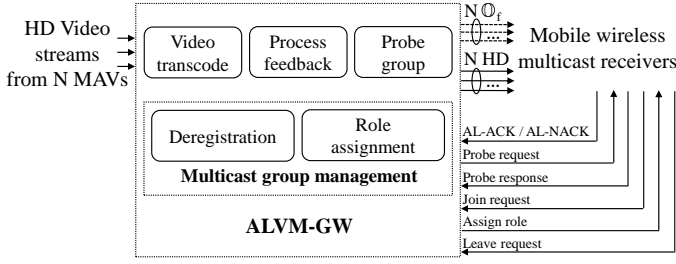 HD Video
streams
from N MAVs
Video
transcode
Process
feedback
Probe
group
Deregistration
Role
assignment
Multicast group management
ALVM-GW
N 𝕆f
...
N HD
...
Mobile wireless
multicast receivers
AL-ACK / AL-NACK
Probe request
Probe response
Join request
Assign role
Leave request